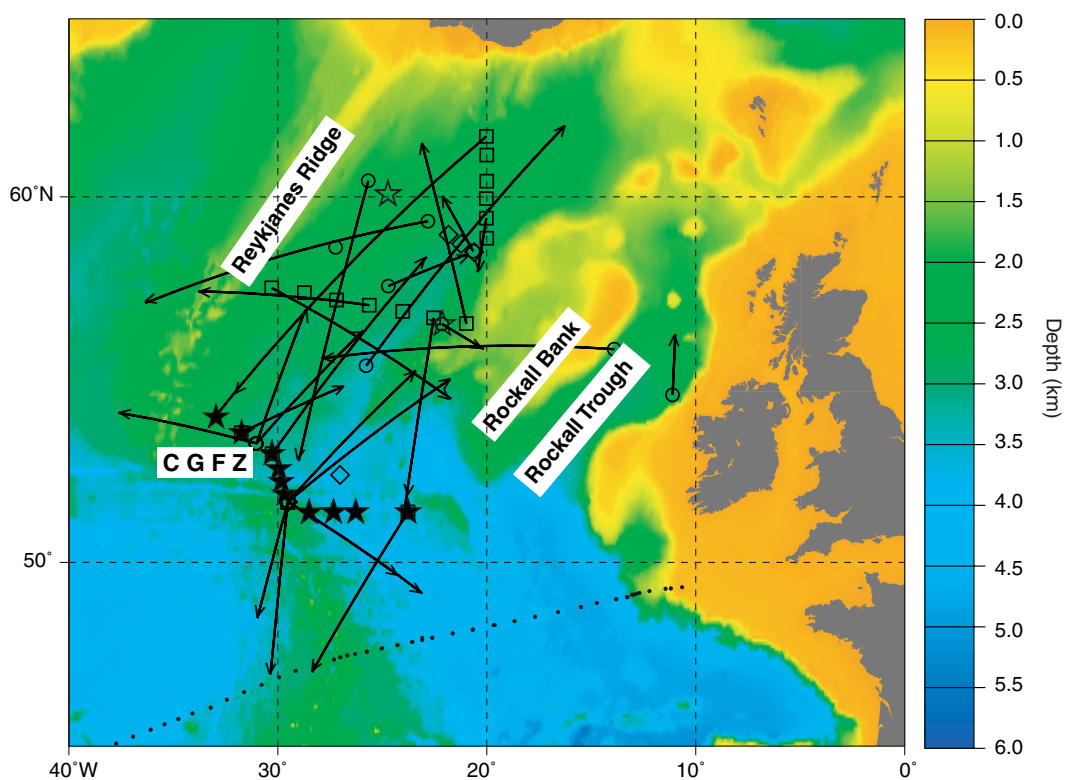 60°N
50°
40°W
30°
20°
10°
0°
Reykjanes Ridge
Rockall Bank
Rockall Trough
C G F Z
0.0
0.5
1.0
1.5
2.0
2.5
3.0
3.5
4.0
4.5
5.0
5.5
6.0
Depth (km)